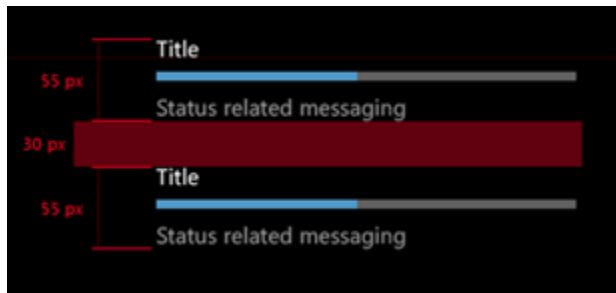 Title
55 px
Status related messaging
30 px
Title
55 px
Status related messaging